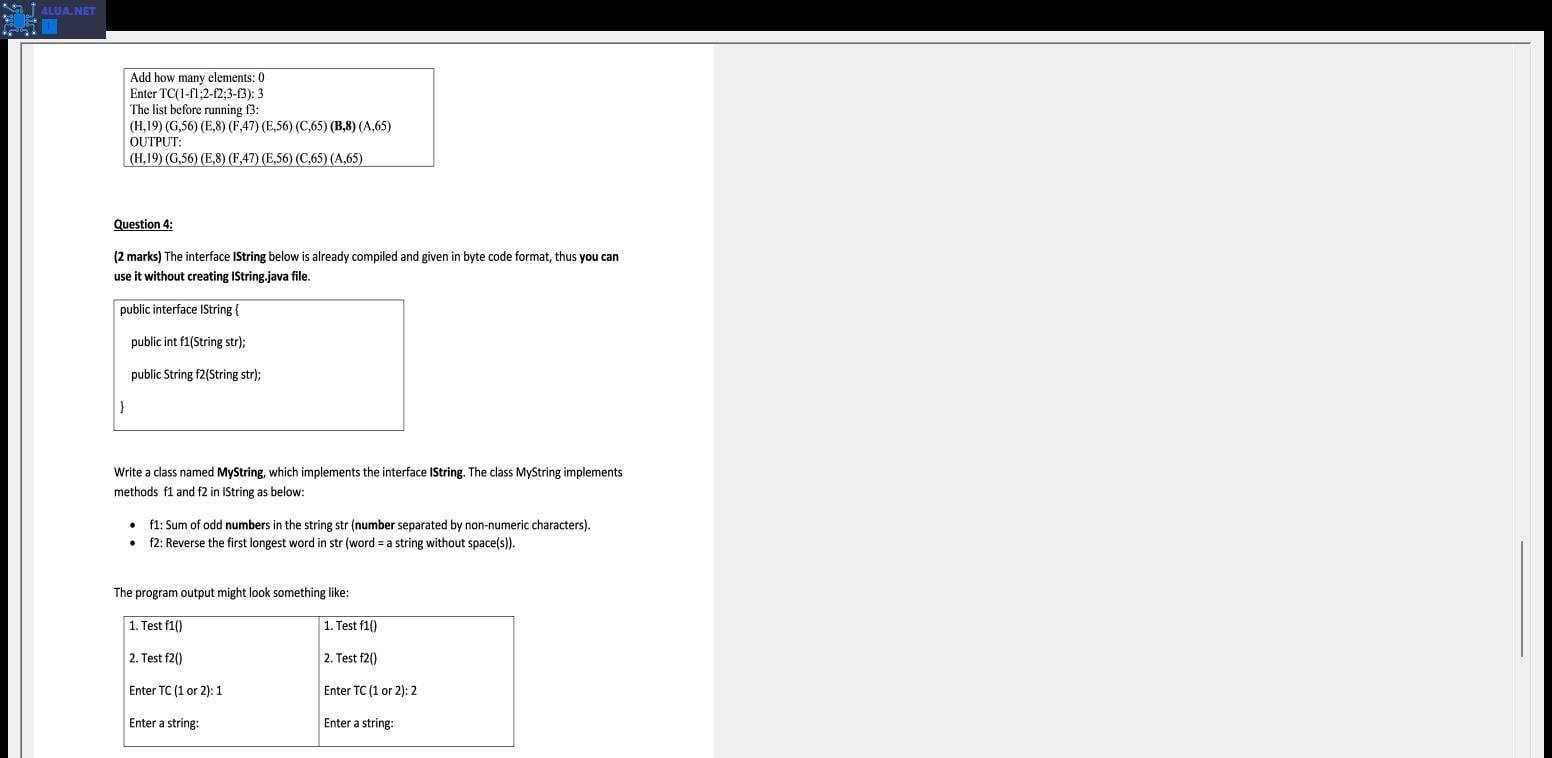 4LUA.NET
Add how many elements: 0
Enter TC(1-f1;2-f2;3-f3): 3
The list before running f3:
(H,19) (G,56) (E,8) (F,47) (E,56) (C,65) (B,8) (A,65)
OUTPUT:
(H,19) (G,56) (E,8) (F,47) (E,56) (C,65) (A,65)
Question 4:
(2 marks) The interface IString below is already compiled and given in byte code format, thus you can
use it without creating IString.java file.
public interface IString {
public int f1(String str);
public String f2(String str);
}
Write a class named MyString, which implements the interface IString. The class MyString implements
methods f1 and f2 in IString as below:
• f1: Sum of odd numbers in the string str (number separated by non-numeric characters).
• f2: Reverse the first longest word in str (word = a string without space(s)).
The program output might look something like:
1. Test f1()
2. Test f2()
Enter TC (1 or 2): 1
Enter a string:
1. Test f1()
2. Test f2()
Enter TC (1 or 2): 2
Enter a string: